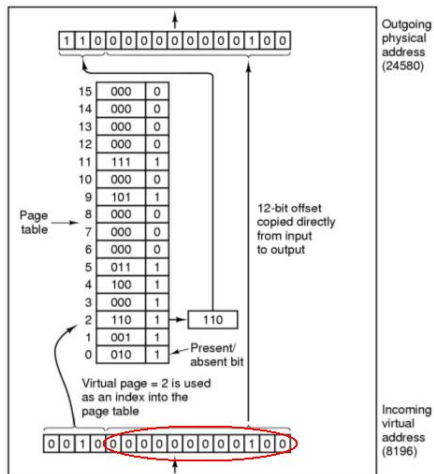 1 1 0 0 0 0 0 0 0 0 0 0 1 0 0
Outgoing
physical
address
(24580)
15 000 0
14 000 0
13 000 0
12 000 0
11 111 1
10 000 0
9 101 1
8 000 0
7 000 0
6 000 0
5 011 1
4 100 1
3 000 1
2 110 1
1 001 1
0 010 1
Page
table
110
12-bit offset
copied directly
from input
to output
Present/
absent bit
Virtual page = 2 is used
as an index into the
page table
0 0 1 0 0 0 0 0 0 0 0 0 0 1 0 0
Incoming
virtual
address
(8196)